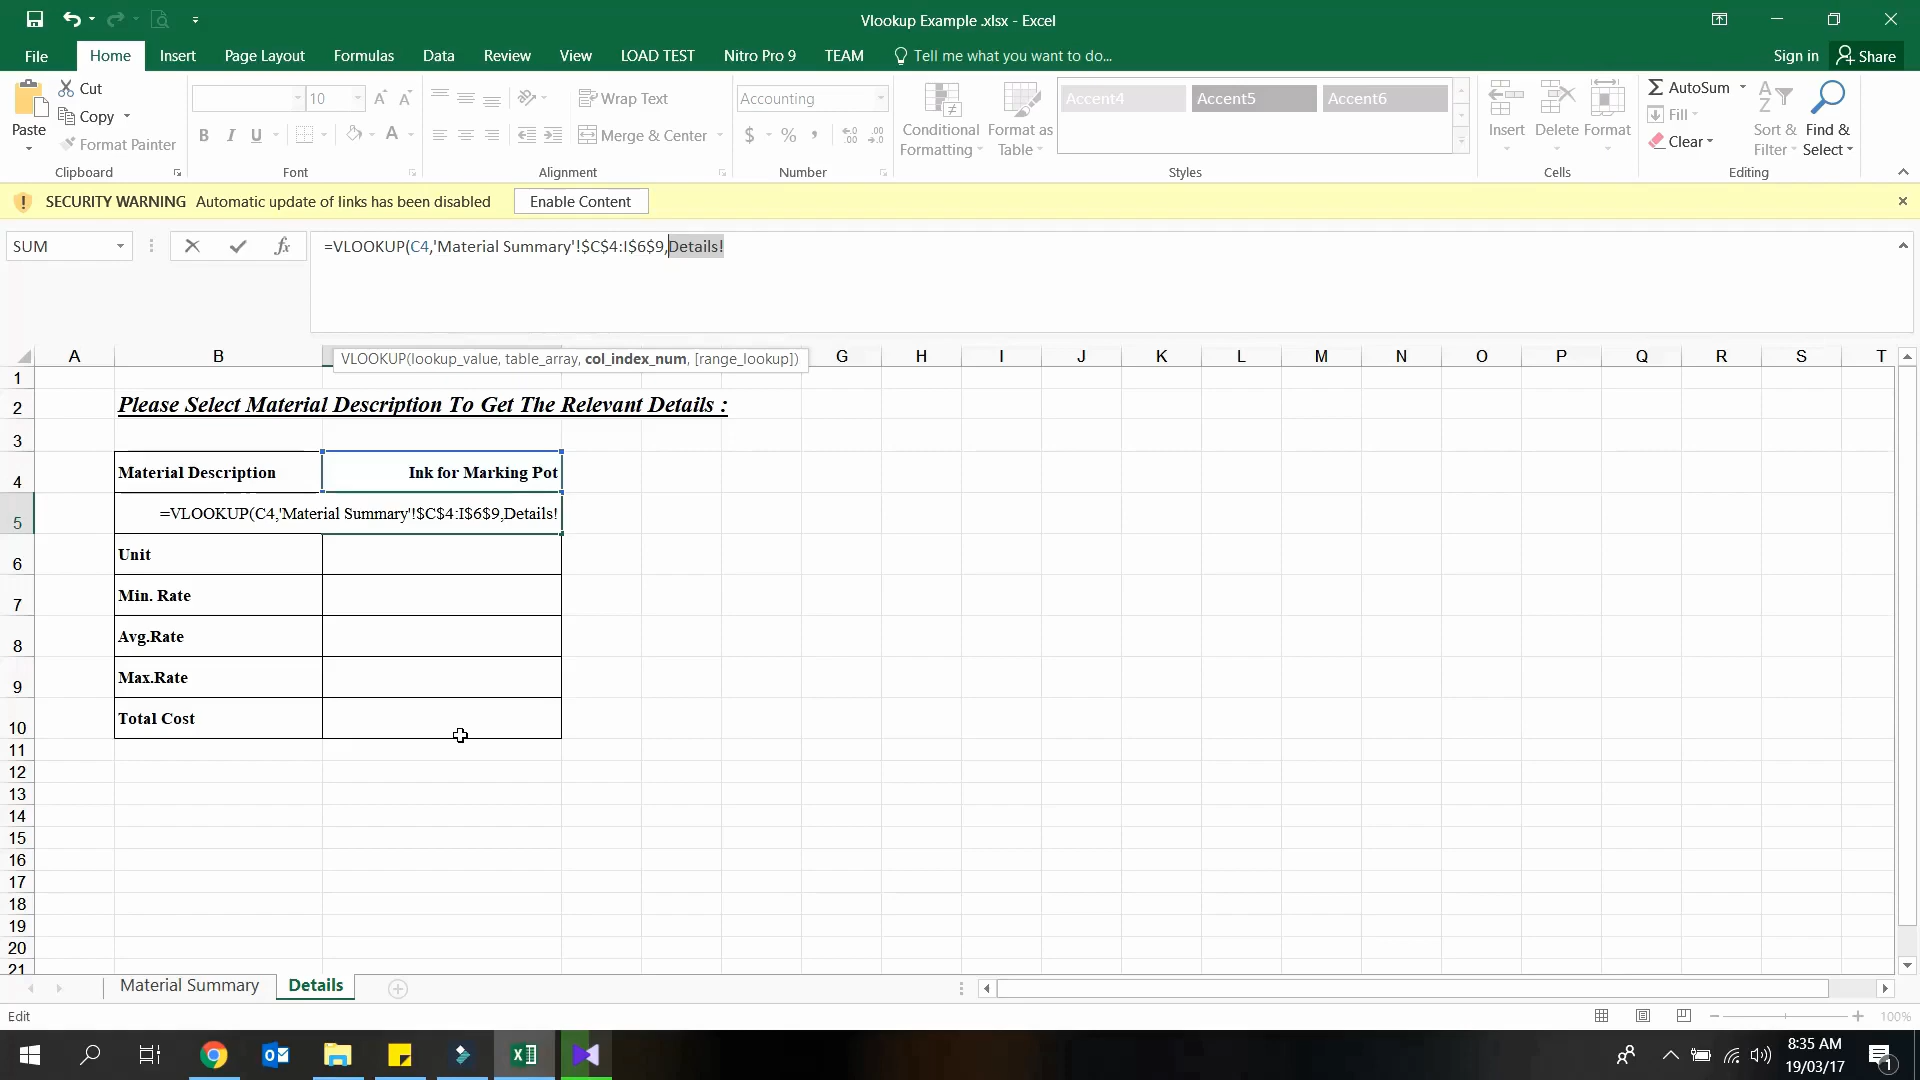 Vlookup Example .xlsx - Excel
File Home Insert Page Layout Formulas Data Review View LOAD TEST Nitro Pro 9 TEAM Tell me what you want to do... Sign in Share
Paste
Cut
Copy
Format Painter
Clipboard
10
B I U A
Font
Wrap Text
Merge & Center
Alignment
Accounting
$ % ,
Number
Conditional Formatting
Format as Table
Accent4 Accent5 Accent6
Styles
Insert Delete Format
Cells
AutoSum
Fill
Clear
Sort & Filter
Find & Select
Editing
SECURITY WARNING Automatic update of links has been disabled Enable Content
SUM fx =VLOOKUP(C4,'Material Summary'!$C$4:I$6$9,Details!
VLOOKUP(lookup_value, table_array, col_index_num, [range_lookup])
A B G H I J K L M N O P Q R S T
1
2 Please Select Material Description To Get The Relevant Details :
3
4 Material Description Ink for Marking Pot
5 =VLOOKUP(C4,'Material Summary'!$C$4:I$6$9,Details!
6 Unit
7 Min. Rate
8 Avg.Rate
9 Max.Rate
10 Total Cost
11
12
13
14
15
16
17
18
19
20
21
Material Summary Details
Edit 100%
8:35 AM
19/03/17
1